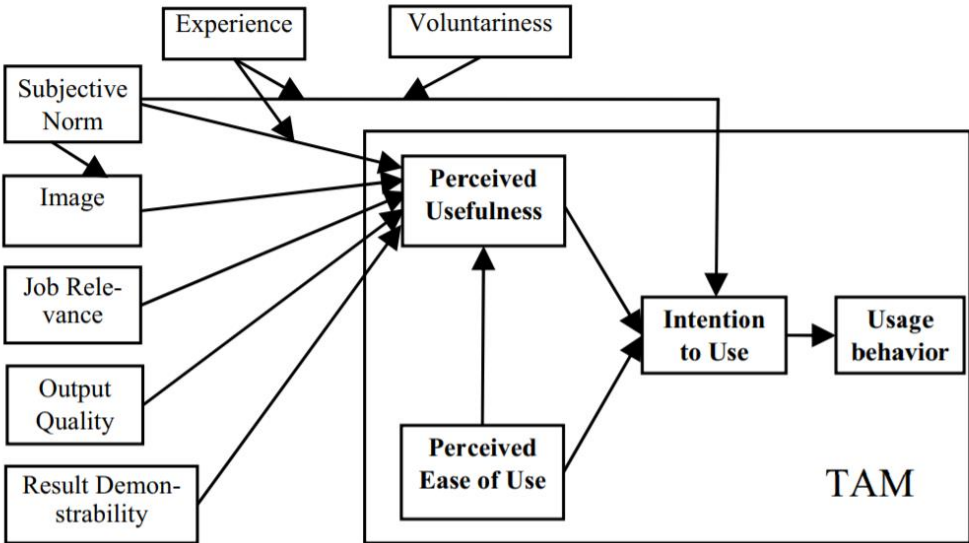 Experience
Voluntariness
Subjective
Norm
Image
Job Rele-
vance
Output
Quality
Result Demon-
strability
Perceived
Usefulness
Perceived
Ease of Use
Intention
to Use
Usage
behavior
TAM